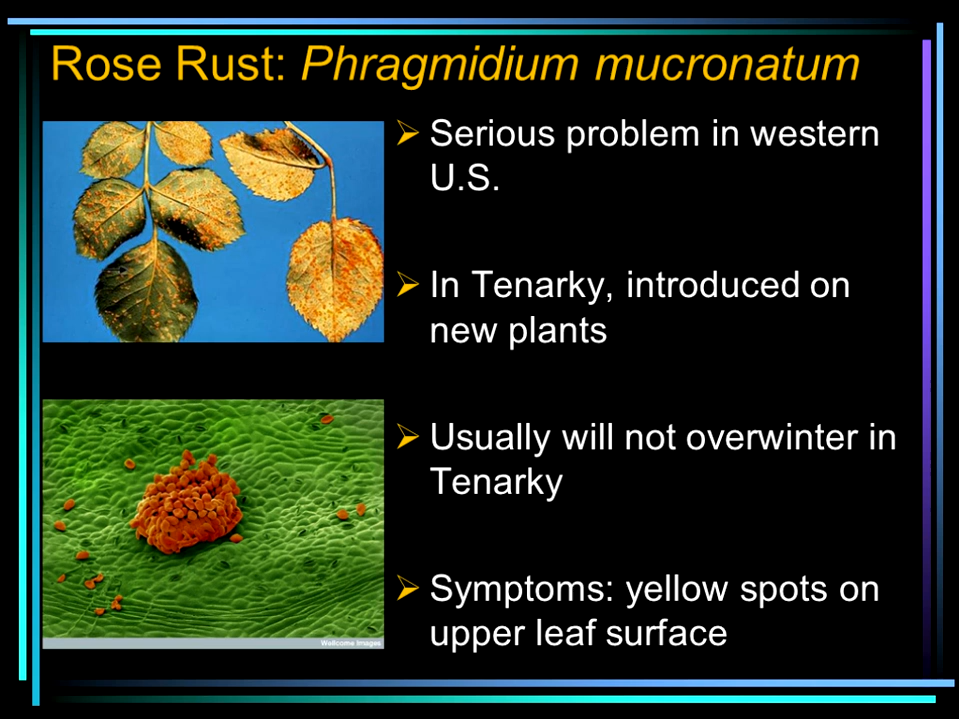 Rose Rust: Phragmidium mucronatum
Serious problem in western
U.S.
In Tenarky, introduced on
new plants
Usually will not overwinter in
Tenarky
Symptoms: yellow spots on
upper leaf surface
Wellcome Images